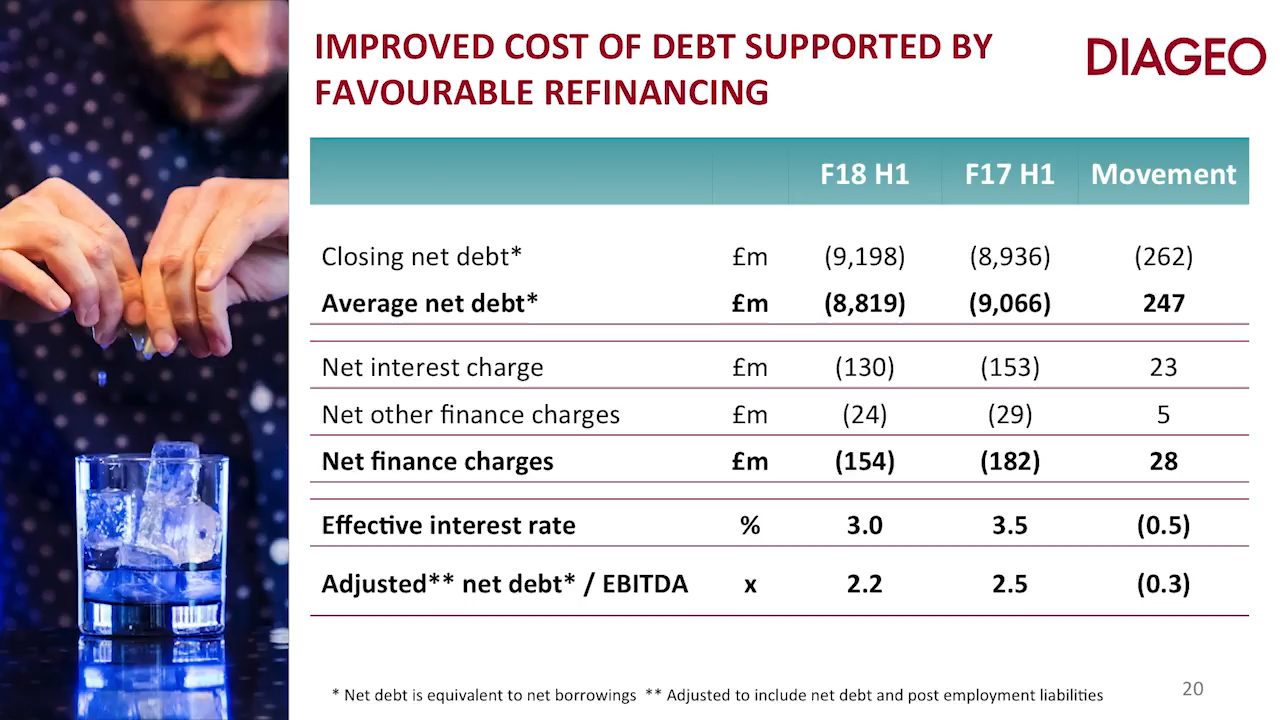 IMPROVED COST OF DEBT SUPPORTED BY
FAVOURABLE REFINANCING
DIAGEO
F18 H1 F17 H1 Movement
Closing net debt* £m (9,198) (8,936) (262)
Average net debt* £m (8,819) (9,066) 247
Net interest charge £m (130) (153) 23
Net other finance charges £m (24) (29) 5
Net finance charges £m (154) (182) 28
Effective interest rate % 3.0 3.5 (0.5)
Adjusted** net debt* / EBITDA x 2.2 2.5 (0.3)
* Net debt is equivalent to net borrowings ** Adjusted to include net debt and post employment liabilities
20